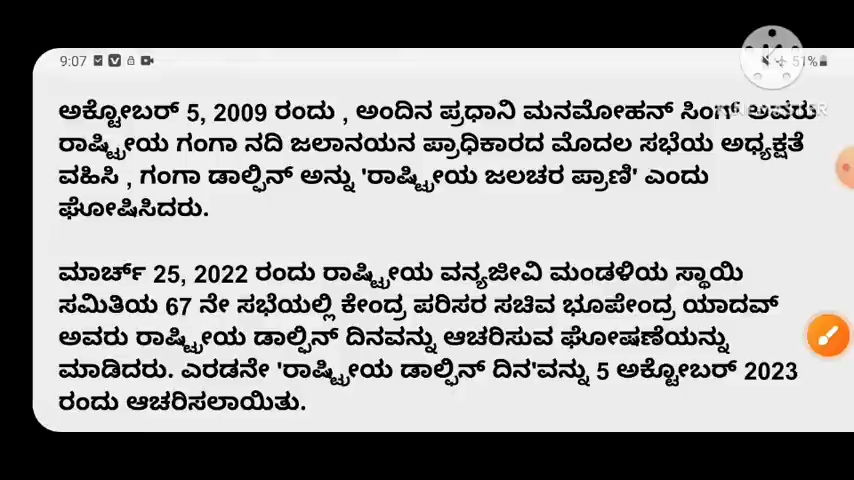 9:07
51%
ಅಕ್ಟೋಬರ್ 5, 2009 ರಂದು , ಅಂದಿನ ಪ್ರಧಾನಿ ಮನಮೋಹನ್ ಸಿಂಗ್ ಅವರು
ರಾಷ್ಟ್ರೀಯ ಗಂಗಾ ನದಿ ಜಲಾನಯನ ಪ್ರಾಧಿಕಾರದ ಮೊದಲ ಸಭೆಯ ಅಧ್ಯಕ್ಷತೆ
ವಹಿಸಿ , ಗಂಗಾ ಡಾಲ್ಫಿನ್ ಅನ್ನು 'ರಾಷ್ಟ್ರೀಯ ಜಲಚರ ಪ್ರಾಣಿ' ಎಂದು
ಘೋಷಿಸಿದರು.
ಮಾರ್ಚ್ 25, 2022 ರಂದು ರಾಷ್ಟ್ರೀಯ ವನ್ಯಜೀವಿ ಮಂಡಳಿಯ ಸ್ಥಾಯಿ
ಸಮಿತಿಯ 67 ನೇ ಸಭೆಯಲ್ಲಿ ಕೇಂದ್ರ ಪರಿಸರ ಸಚಿವ ಭೂಪೇಂದ್ರ ಯಾದವ್
ಅವರು ರಾಷ್ಟ್ರೀಯ ಡಾಲ್ಫಿನ್ ದಿನವನ್ನು ಆಚರಿಸುವ ಘೋಷಣೆಯನ್ನು
ಮಾಡಿದರು. ಎರಡನೇ 'ರಾಷ್ಟ್ರೀಯ ಡಾಲ್ಫಿನ್ ದಿನ'ವನ್ನು 5 ಅಕ್ಟೋಬರ್ 2023
ರಂದು ಆಚರಿಸಲಾಯಿತು.